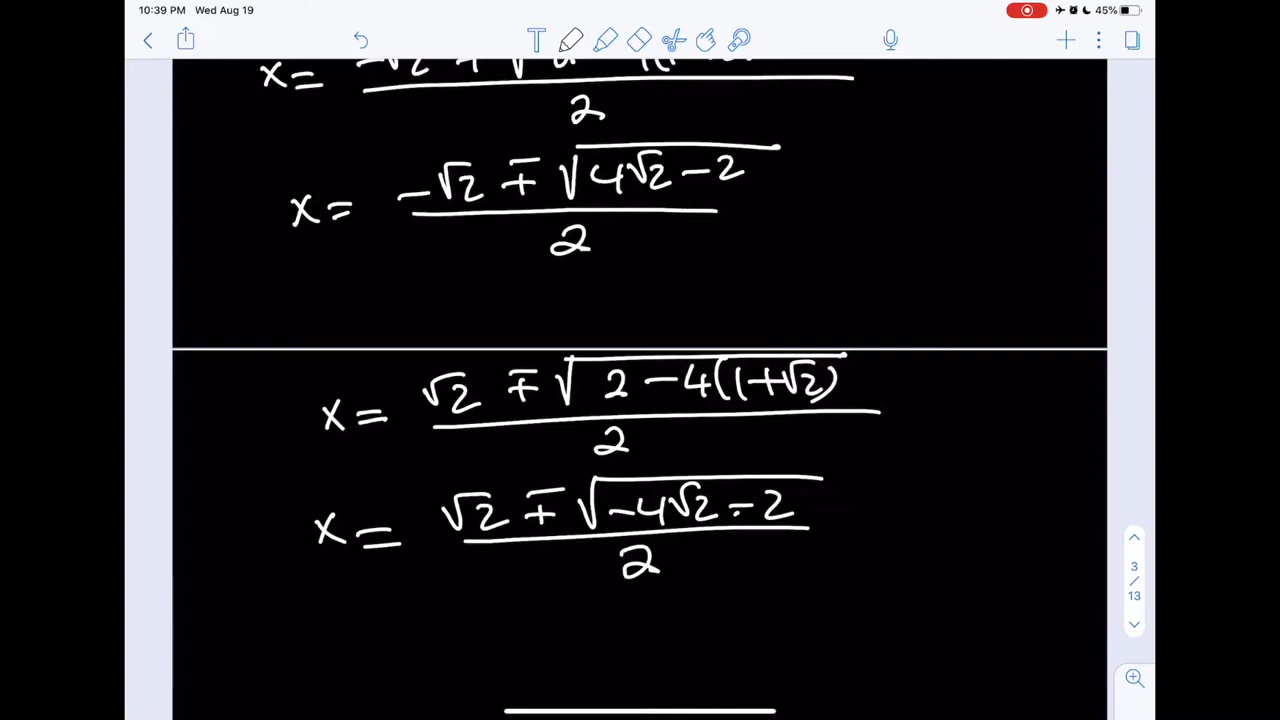 10:39 PM Wed Aug 19
45%
x=
2
x= -√2 ∓ √(4√2 -2)
2
x= √2 ∓ √(2 -4(1+√2))
2
x= √2 ∓ √(-4√2 -2)
2
3
/
13